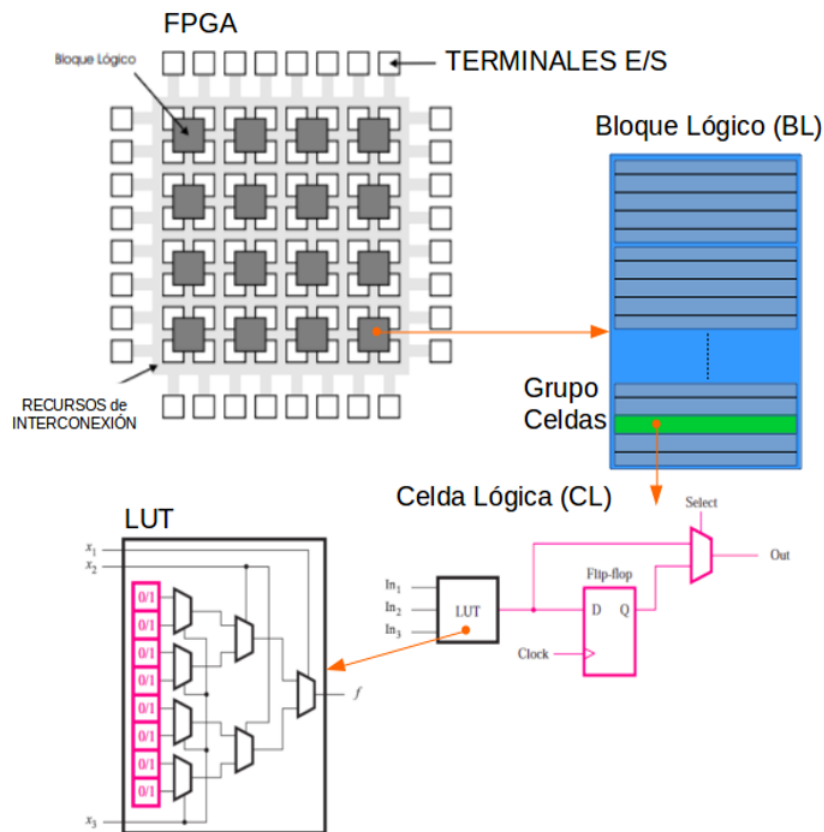 FPGA
Bloque Lógico
TERMINALES E/S
Bloque Lógico (BL)
RECURSOS de
INTERCONEXIÓN
Grupo
Celdas
Celda Lógica (CL)
Select
Out
Flip-flop
In1
In2
In3
LUT
D Q
Clock
LUT
x1
x2
0/1
0/1
0/1
0/1
0/1
0/1
0/1
0/1
f
x3